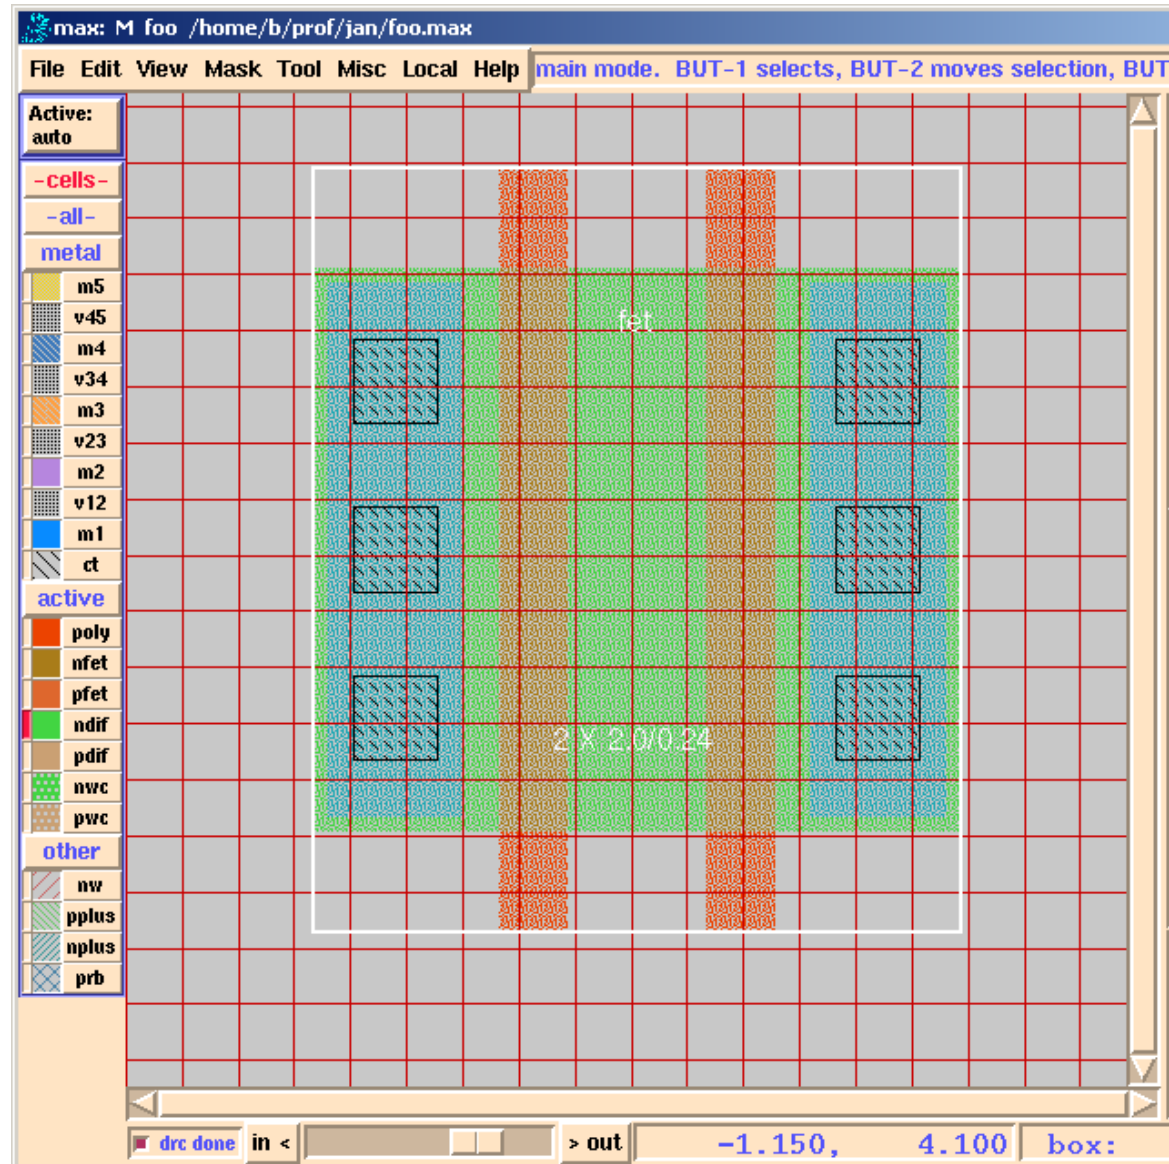 max: M foo /home/b/prof/jan/foo.max
File Edit View Mask Tool Misc Local Help main mode. BUT-1 selects, BUT-2 moves selection, BUT
Active:
auto
-cells-
-all-
metal
m5
v45
m4
v34
m3
v23
m2
v12
m1
ct
active
poly
nfet
pfet
ndif
pdif
nwc
pwc
other
nw
pplus
nplus
prb
fet
2 X 2.0/0.24
drc done in < > out -1.150, 4.100 box: